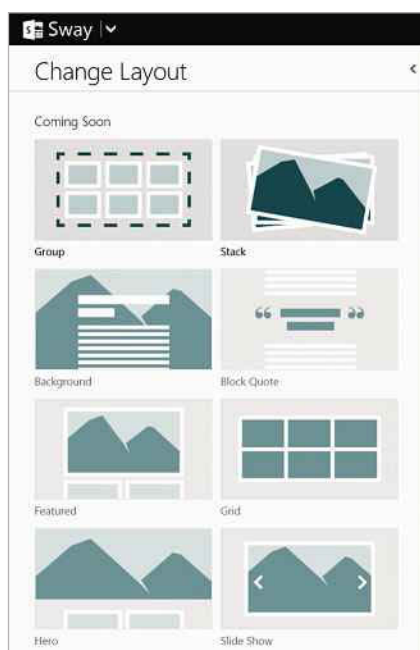 Sway
Change Layout
Coming Soon
Group
Stack
Background
Block Quote
Featured
Grid
Hero
Slide Show